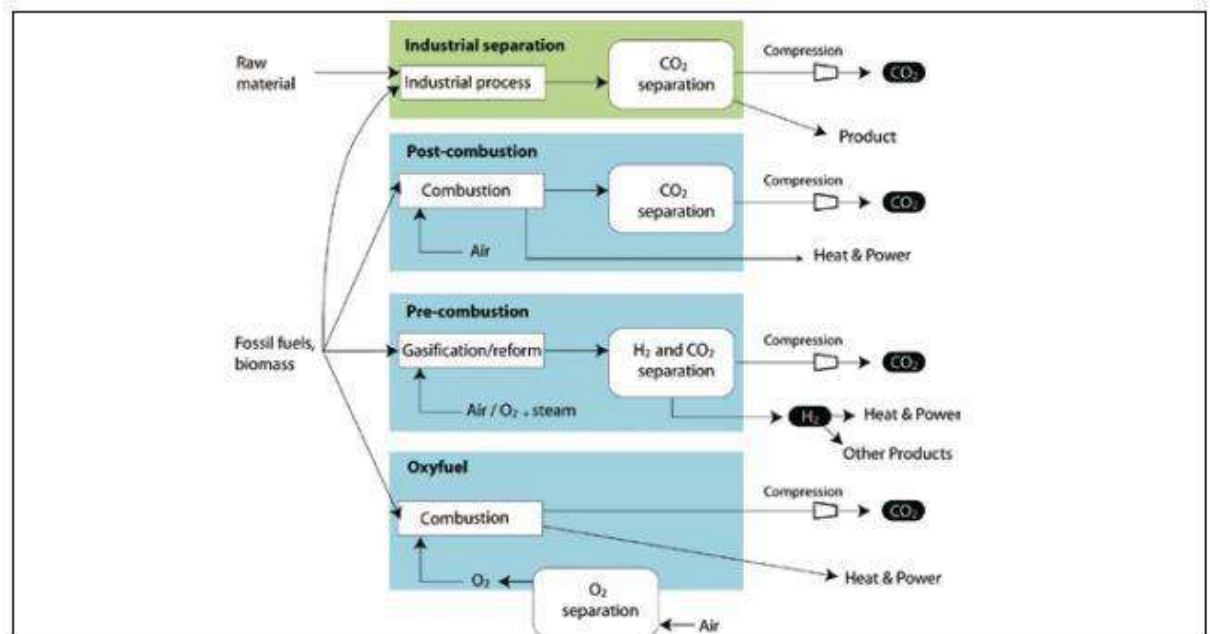 Industrial separation
Raw
material
Industrial process
CO₂
separation
Compression
CO₂
Product
Post-combustion
Combustion
CO₂
separation
Compression
CO₂
Air
Heat & Power
Pre-combustion
Fossil fuels,
biomass
Gasification/reform
H₂ and CO₂
separation
Compression
CO₂
Air / O₂ + steam
H₂
Heat & Power
Other Products
Oxyfuel
Combustion
Compression
CO₂
O₂
O₂
separation
Air
Heat & Power